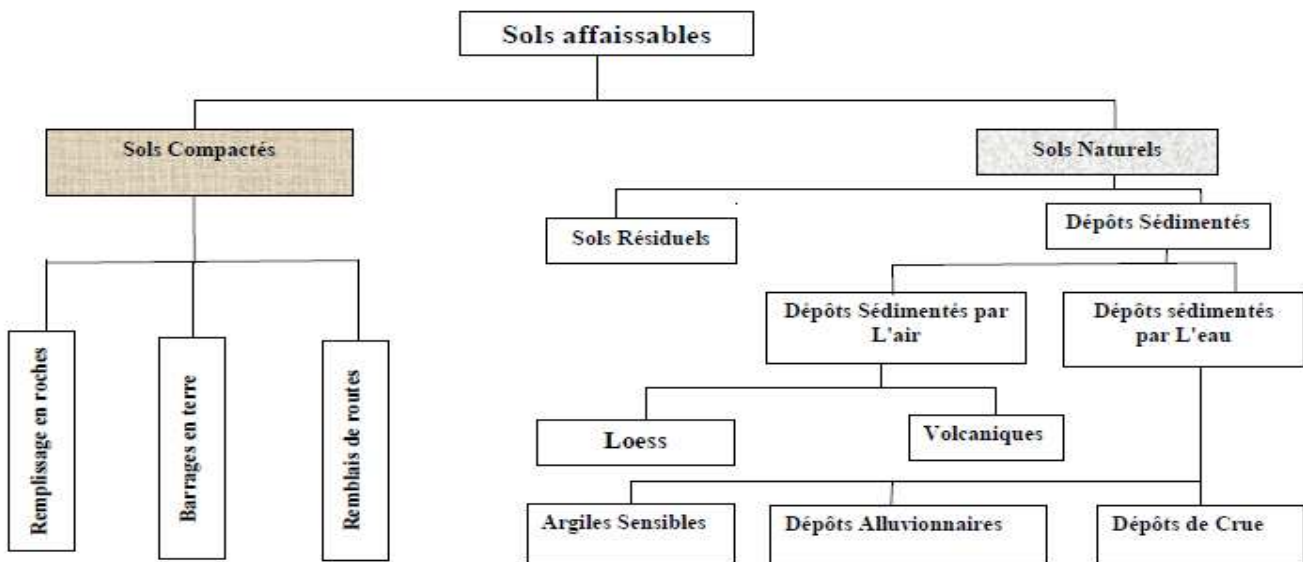 Sols affaissables
Sols Compactés
Sols Naturels
Sols Résiduels
Dépôts Sédimentés
Dépôts Sédimentés par
L'air
Dépôts sédimentés
par L'eau
Remplissage en roches
Barrages en terre
Remblais de routes
Loess
Volcaniques
Argiles Sensibles
Dépôts Alluvionnaires
Dépôts de Crue